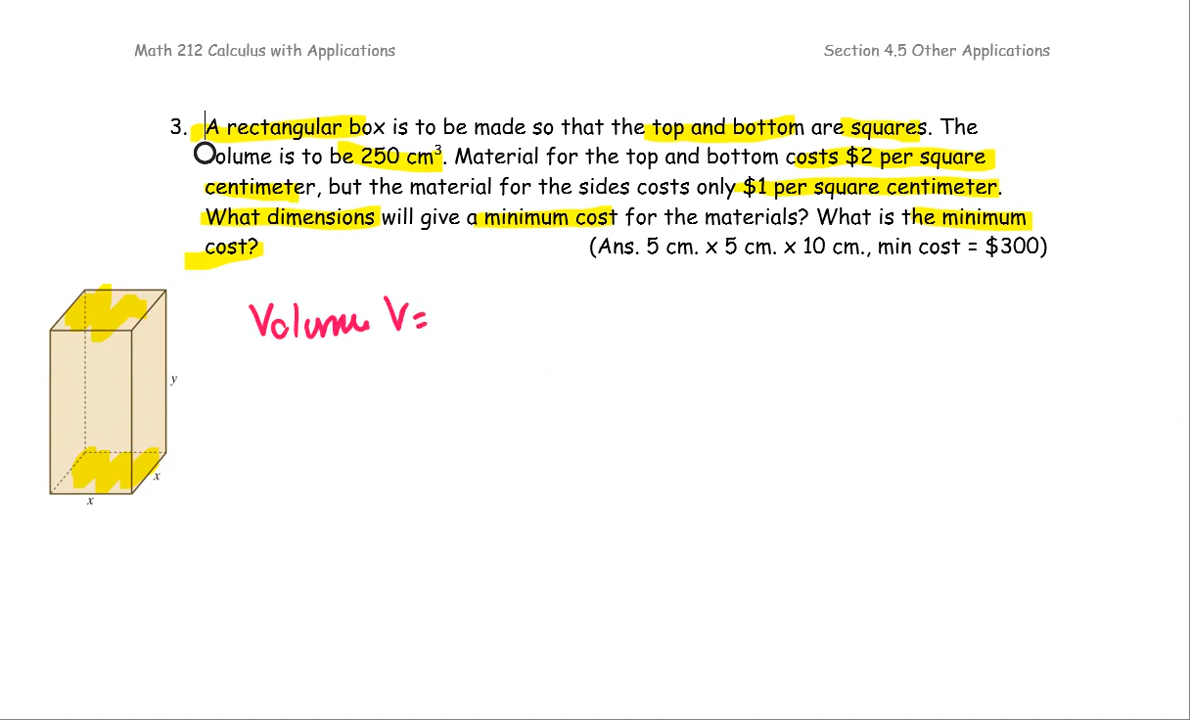 Math 212 Calculus with Applications Section 4.5 Other Applications
3. A rectangular box is to be made so that the top and bottom are squares. The
olume is to be 250 cm³. Material for the top and bottom costs $2 per square
centimeter, but the material for the sides costs only $1 per square centimeter.
What dimensions will give a minimum cost for the materials? What is the minimum
cost? (Ans. 5 cm. x 5 cm. x 10 cm., min cost = $300)
Volume V=
y
x
x